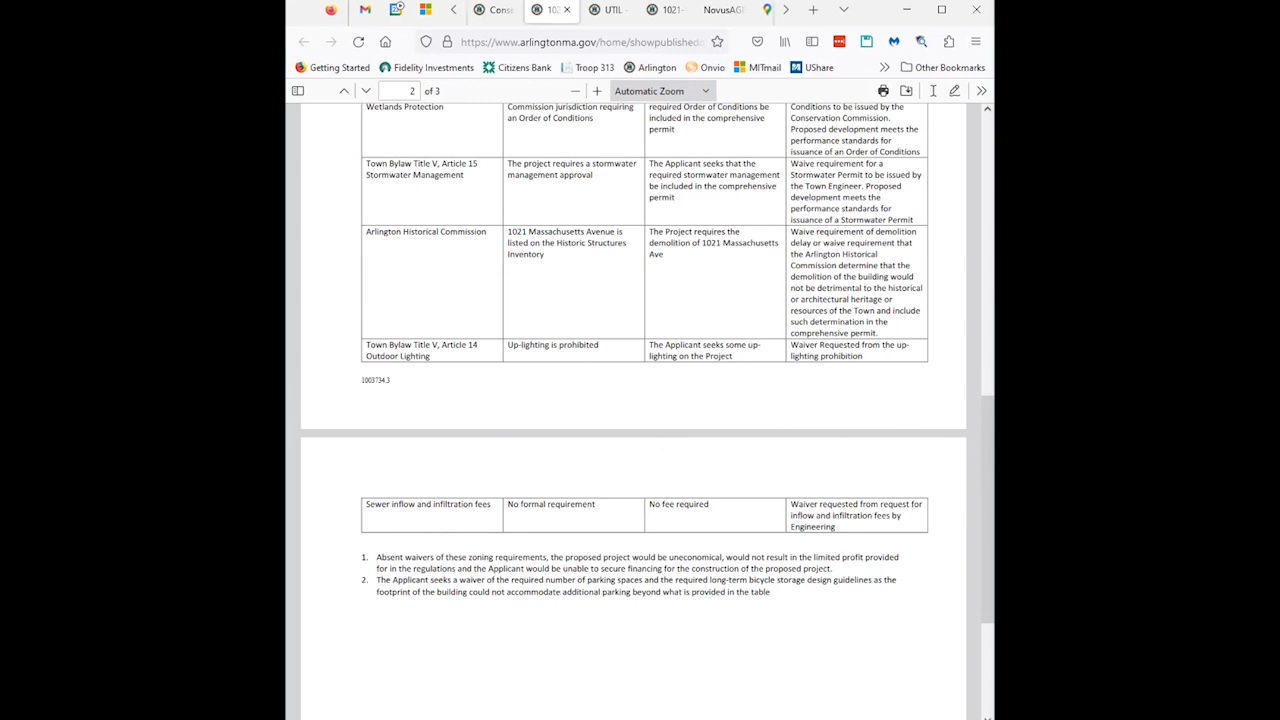 Cons
102
UTIL
1021-
NovusAGE
https://www.arlingtonma.gov/home/showpublished
Getting Started
Fidelity Investments
Citizens Bank
Troop 313
Arlington
Onvio
MITmail
UShare
Other Bookmarks
2
of 3
Automatic Zoom
Wetlands Protection
Commission jurisdiction requiring
an Order of Conditions
required Order of Conditions be
included in the comprehensive
permit
Conditions to be issued by the
Conservation Commission.
Proposed development meets the
performance standards for
issuance of an Order of Conditions
Town Bylaw Title V, Article 15
Stormwater Management
The project requires a stormwater
management approval
The Applicant seeks that the
required stormwater management
be included in the comprehensive
permit
Waive requirement for a
Stormwater Permit to be issued by
the Town Engineer. Proposed
development meets the
performance standards for
issuance of a Stormwater Permit
Arlington Historical Commission
1021 Massachusetts Avenue is
listed on the Historic Structures
Inventory
The Project requires the
demolition of 1021 Massachusetts
Ave
Waive requirement of demolition
delay or waive requirement that
the Arlington Historical
Commission determine that the
demolition of the building would
not be detrimental to the historical
or architectural heritage or
resources of the Town and include
such determination in the
comprehensive permit.
Town Bylaw Title V, Article 14
Outdoor Lighting
Up-lighting is prohibited
The Applicant seeks some up-
lighting on the Project
Waiver Requested from the up-
lighting prohibition
1003734.3
Sewer inflow and infiltration fees
No formal requirement
No fee required
Waiver requested from request for
inflow and infiltration fees by
Engineering
1. Absent waivers of these zoning requirements, the proposed project would be uneconomical, would not result in the limited profit provided
for in the regulations and the Applicant would be unable to secure financing for the construction of the proposed project.
2. The Applicant seeks a waiver of the required number of parking spaces and the required long-term bicycle storage design guidelines as the
footprint of the building could not accommodate additional parking beyond what is provided in the table